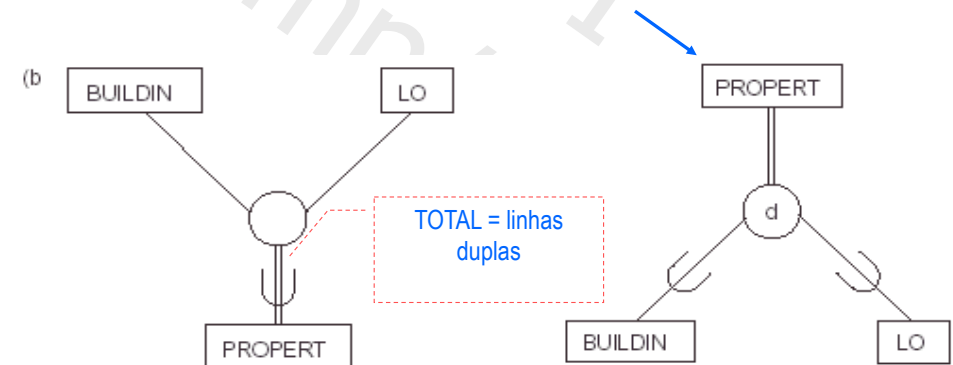 (b
BUILDIN
LO
TOTAL = linhas
duplas
PROPERT
PROPERT
d
BUILDIN
LO